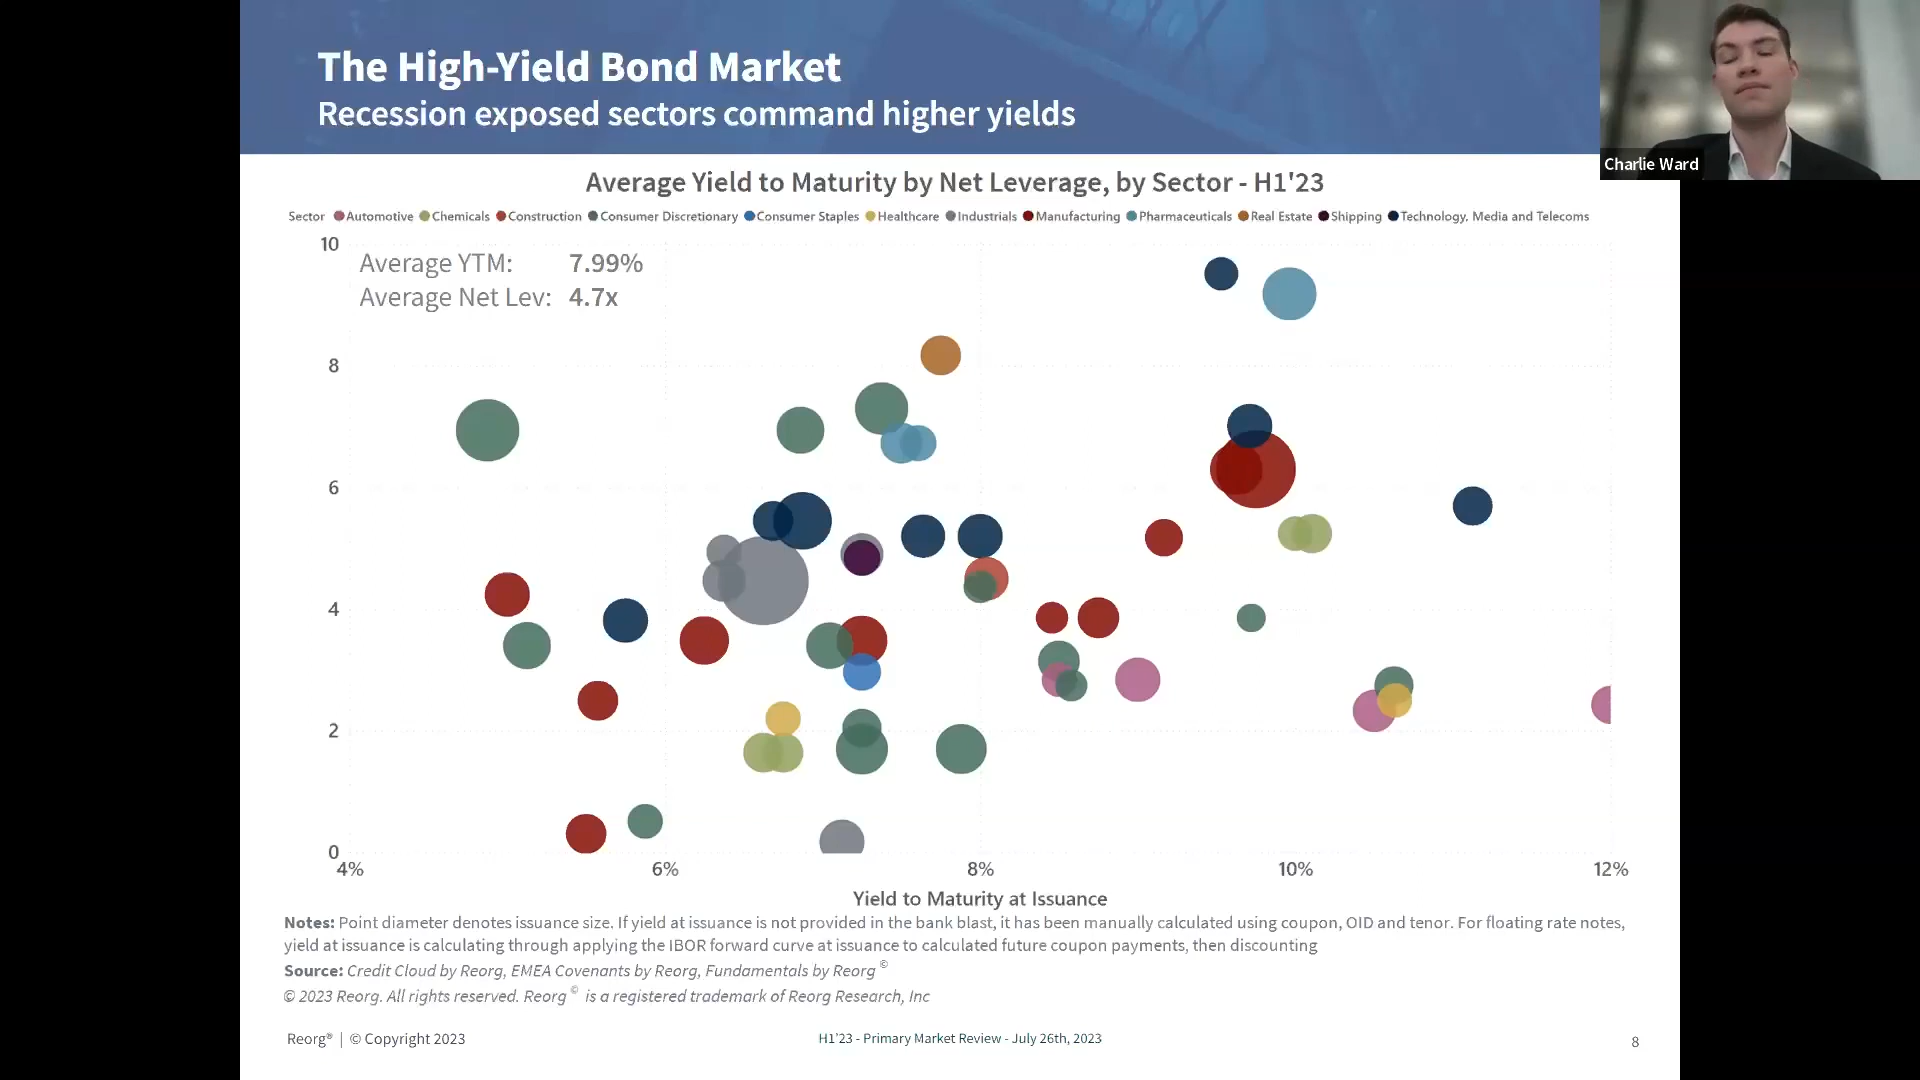 The High-Yield Bond Market
Recession exposed sectors command higher yields
Charlie Ward
Average Yield to Maturity by Net Leverage, by Sector - H1'23
Sector Automotive Chemicals Construction Consumer Discretionary Consumer Staples Healthcare Industrials Manufacturing Pharmaceuticals Real Estate Shipping Technology, Media and Telecoms
Average YTM: 7.99%
Average Net Lev: 4.7x
10
8
6
4
2
0
4% 6% 8% 10% 12%
Yield to Maturity at Issuance
Notes: Point diameter denotes issuance size. If yield at issuance is not provided in the bank blast, it has been manually calculated using coupon, OID and tenor. For floating rate notes,
yield at issuance is calculating through applying the IBOR forward curve at issuance to calculated future coupon payments, then discounting
Source: Credit Cloud by Reorg, EMEA Covenants by Reorg, Fundamentals by Reorg ©
© 2023 Reorg. All rights reserved. Reorg © is a registered trademark of Reorg Research, Inc
Reorg® | © Copyright 2023
H1'23 - Primary Market Review - July 26th, 2023
8